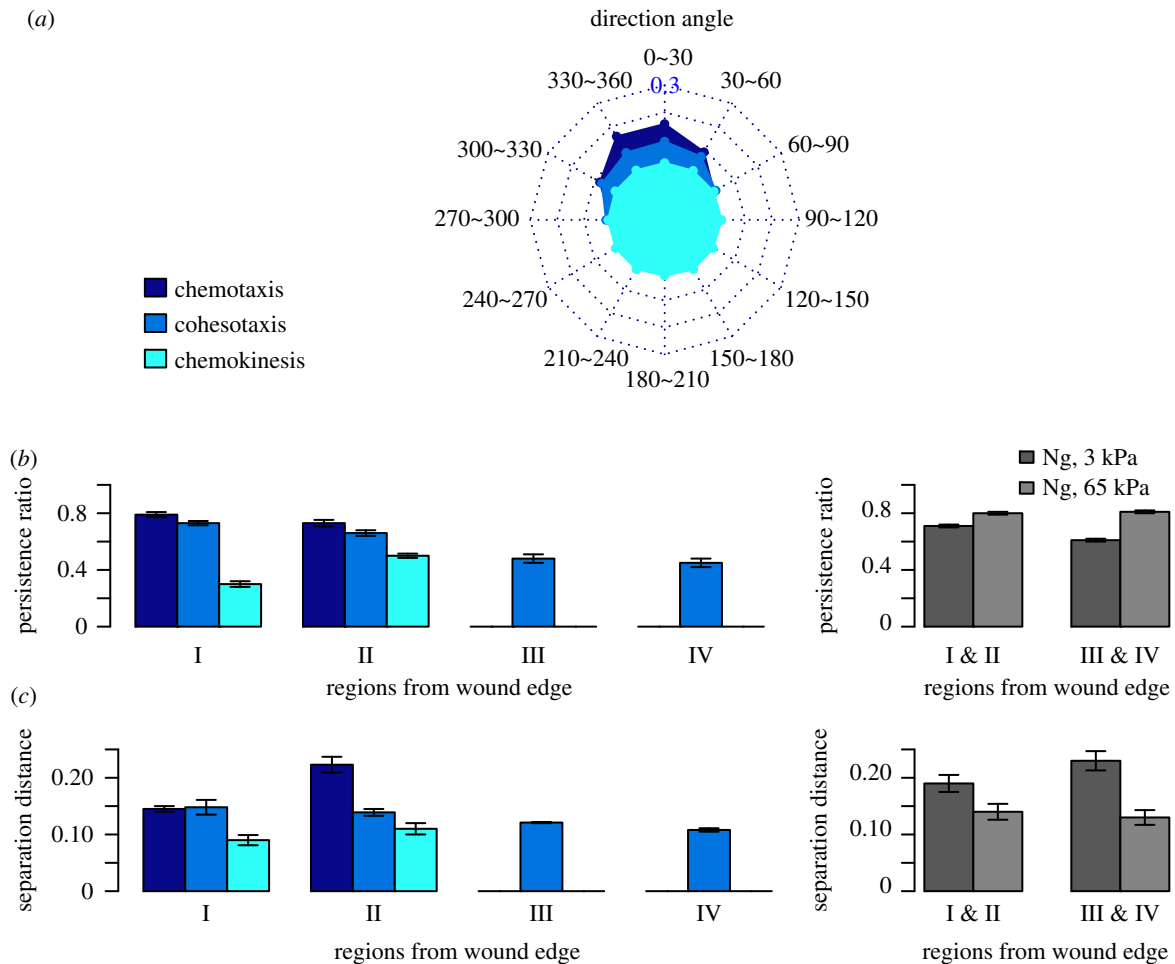 (a)
direction angle
0~30
330~360
0.3
30~60
300~330
60~90
270~300
90~120
240~270
120~150
210~240
150~180
180~210
chemotaxis
cohesotaxis
chemokinesis
(b)
persistence ratio
0.8
0.4
0
I
II
III
IV
regions from wound edge
persistence ratio
0.8
0.4
0
Ng, 3 kPa
Ng, 65 kPa
I & II
III & IV
regions from wound edge
(c)
separation distance
0.20
0.10
0
I
II
III
IV
regions from wound edge
separation distance
0.20
0.10
0
I & II
III & IV
regions from wound edge